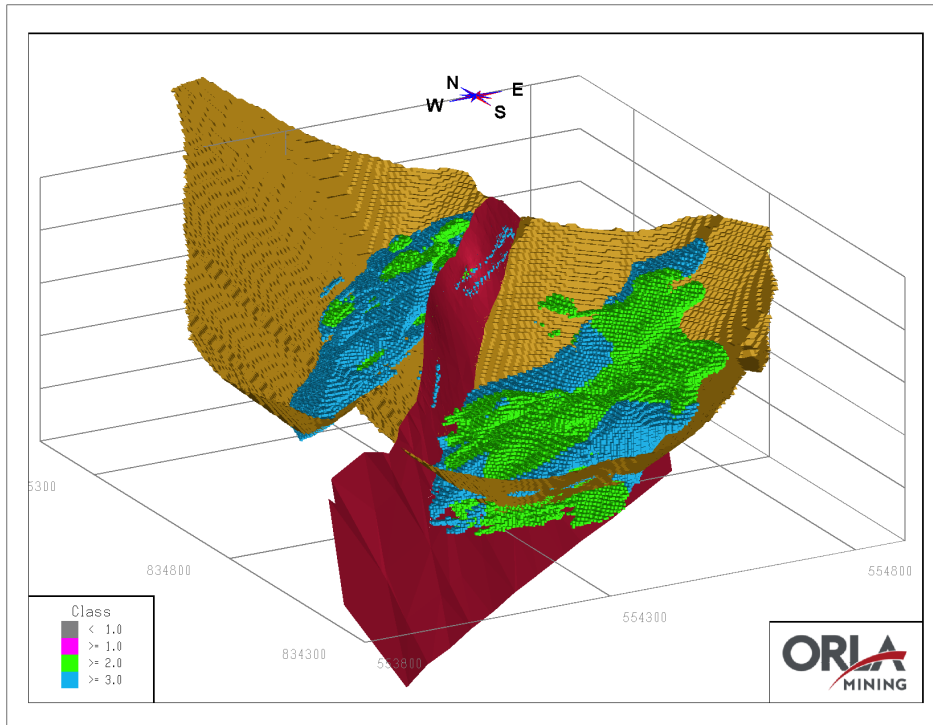 N
E
W
S
5300
834800
834300
553800
554300
554800
Class
< 1.0
>= 1.0
>= 2.0
>= 3.0
ORLA
MINING